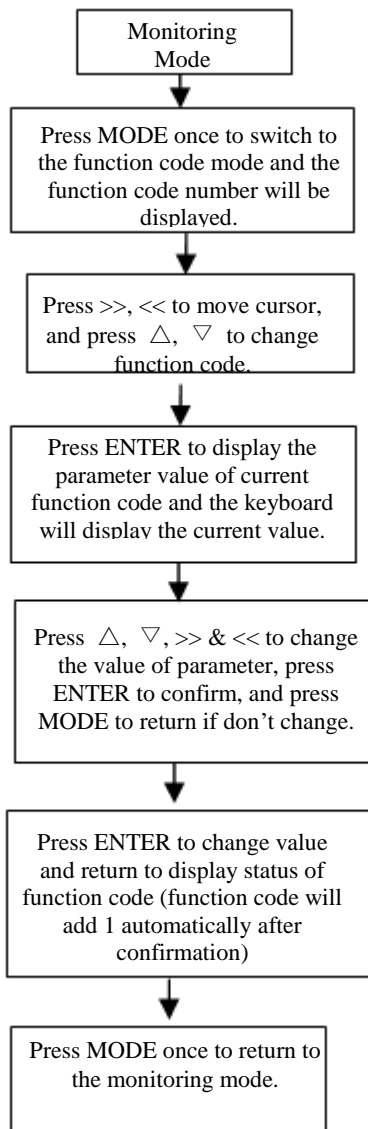 Monitoring
Mode
Press MODE once to switch to
the function code mode and the
function code number will be
displayed.
Press >>, << to move cursor,
and press △, ▽ to change
function code.
Press ENTER to display the
parameter value of current
function code and the keyboard
will display the current value.
Press △, ▽, >> & << to change
the value of parameter, press
ENTER to confirm, and press
MODE to return if don’t change.
Press ENTER to change value
and return to display status of
function code (function code will
add 1 automatically after
confirmation)
Press MODE once to return to
the monitoring mode.